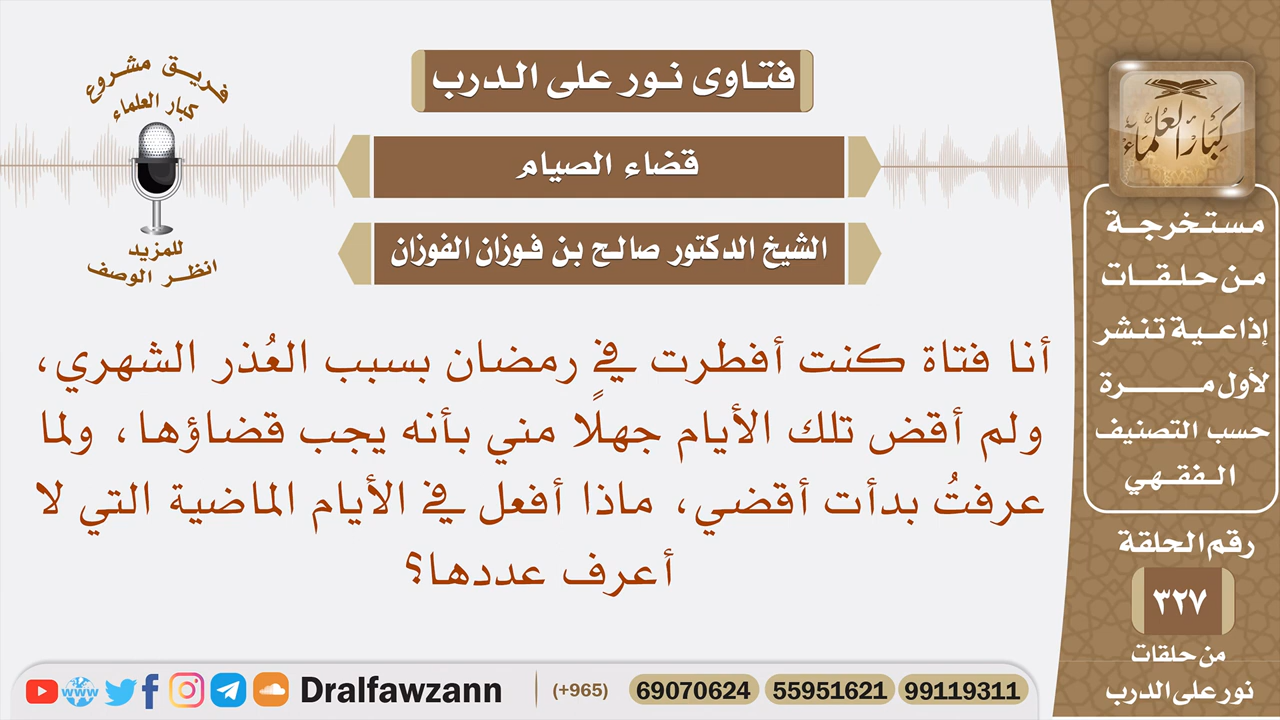 فتاوى نور على الدرب
قضاء الصيام
الشيخ الدكتور صالح بن فوزان الفوزان
فريق مشروع
كبار العلماء
للمزيد
انظر الوصف
أنا فتاة كنت أفطرت في رمضان بسبب العُذر الشهري،
ولم أقض تلك الأيام جهلًا مني بأنه يجب قضاؤها، ولما
عرفتُ بدأت أقضي، ماذا أفعل في الأيام الماضية التي لا
أعرف عددها؟
كبار العلماء
مستخرجة
من حلقات
إذاعية تنشر
لأول مرة
حسب التصنيف
الفقهي
رقم الحلقة
٣٢٧
من حلقات
نور على الدرب
www
Dralfawzann
(+965)
69070624
55951621
99119311